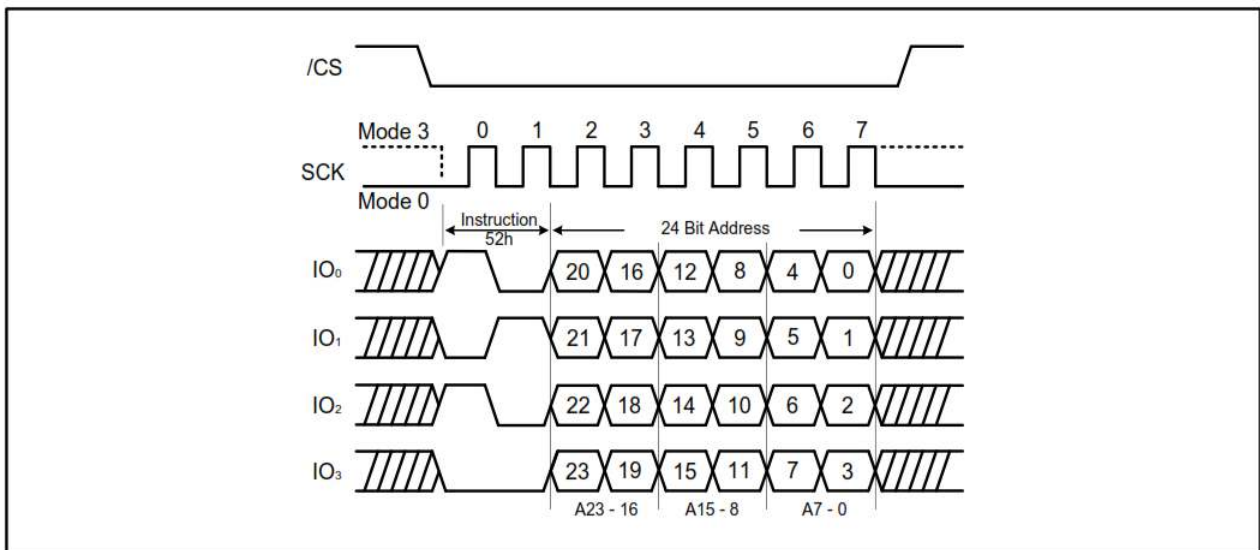 /CS
Mode 3 0 1 2 3 4 5 6 7
SCK
Mode 0
Instruction
52h
24 Bit Address
IO₀ 20 16 12 8 4 0
IO₁ 21 17 13 9 5 1
IO₂ 22 18 14 10 6 2
IO₃ 23 19 15 11 7 3
A23 - 16 A15 - 8 A7 - 0